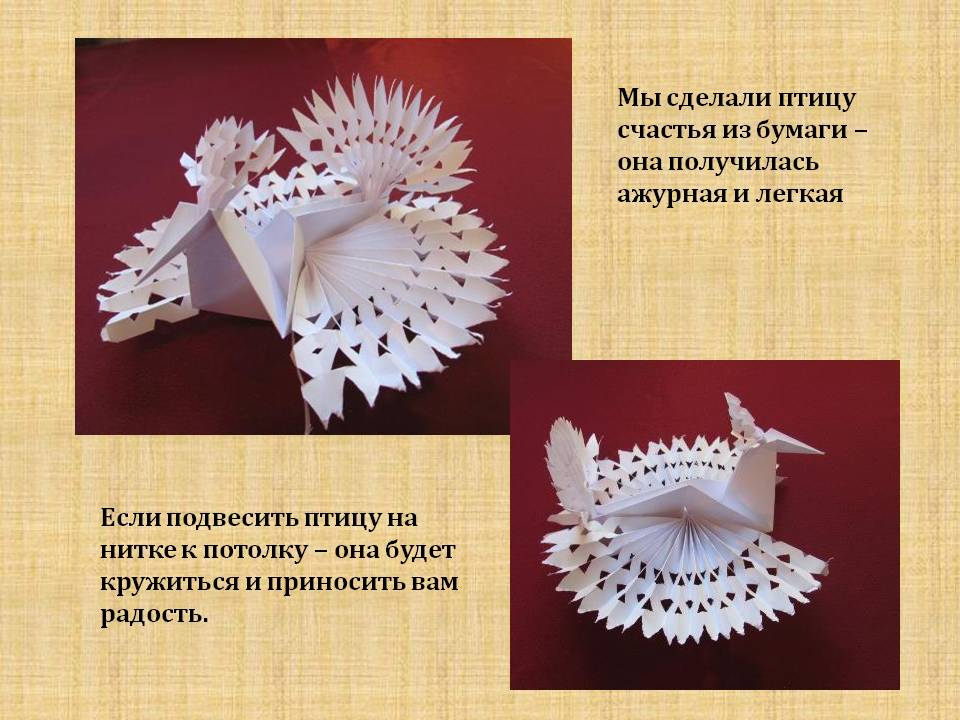 Мы сделали птицу
счастья из бумаги –
она получилась
ажурная и легкая
Если подвесить птицу на
нитке к потолку – она будет
кружиться и приносить вам
радость.